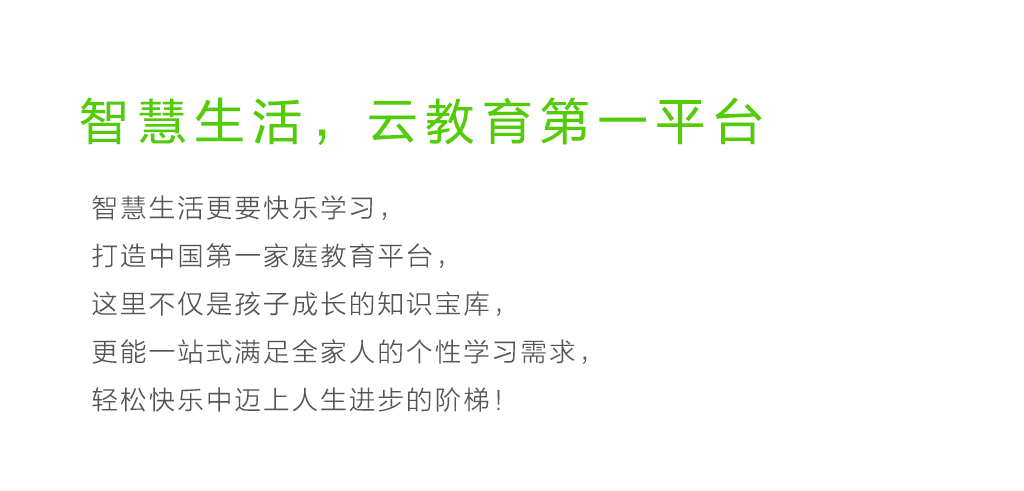 智慧生活，云教育第一平台
智慧生活更要快乐学习，
打造中国第一家庭教育平台，
这里不仅是孩子成长的知识宝库，
更能一站式满足全家人的个性学习需求，
轻松快乐中迈上人生进步的阶梯！